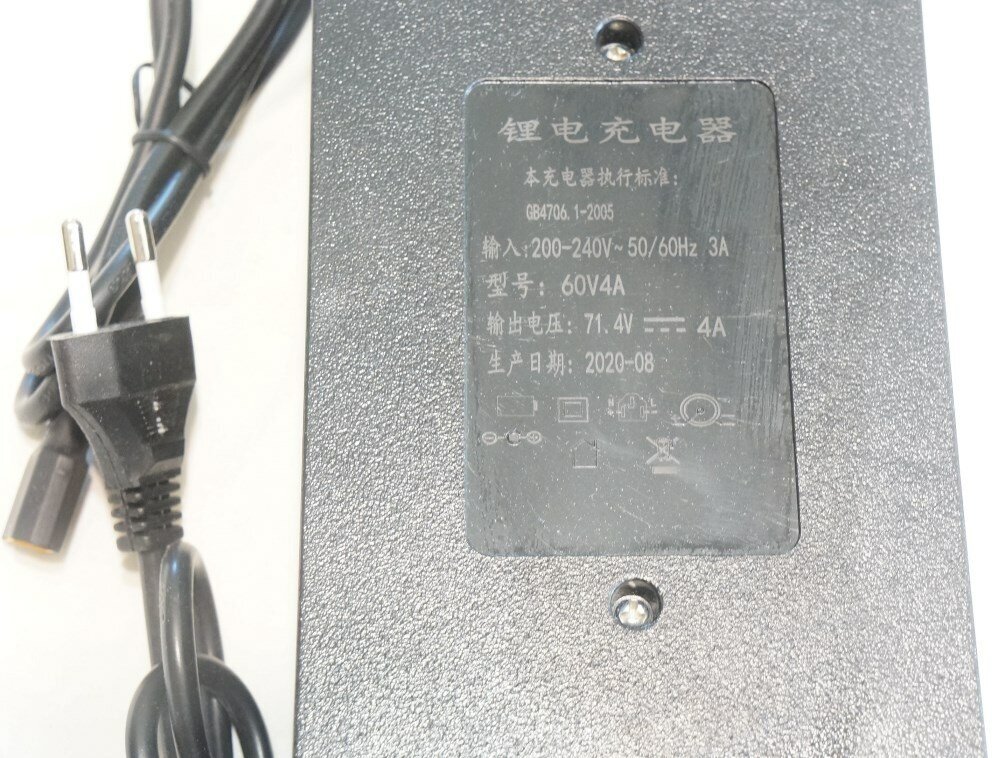 锂电充电器
本充电器执行标准:
GB4706.1-2005
输入:200-240V~50/60Hz 3A
型号: 60V4A
输出电压: 71.4V 4A
生产日期: 2020-08